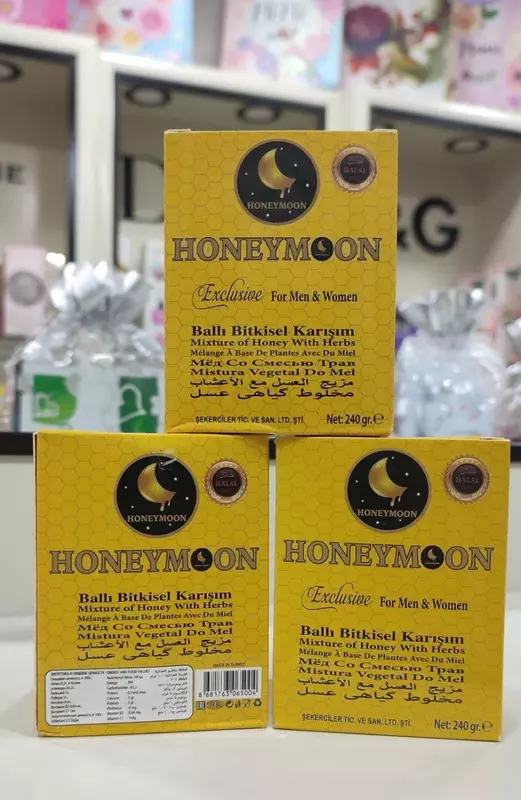 D
&G
HONEYMOON
HALAL
HONEYMOON
Exclusive For Men & Women
Ballı Bitkisel Karışım
Mixture of Honey With Herbs
Mélange À Base De Plantes Avec Du Miel
Мёд Со Смесью Трав
Mistura Vegetal Do Mel
مزيج العسل مع الأعشاب
مخلوط گیاهی عسل
ŞEKERCİLER TİC. VE SAN. LTD. ŞTİ. Net: 240 gr. e
HONEYMOON
HALAL
HONEYMOON
Ballı Bitkisel Karışım
Mixture of Honey With Herbs
Mélange À Base De Plantes Avec Du Miel
Мёд Со Смесью Трав
Mistura Vegetal Do Mel
مزيج العسل مع الأعشاب
مخلوط گیاهی عسل
MADE IN TURKEY
8681763065004
HONEYMOON
HALAL
HONEYMOON
Exclusive For Men & Women
Ballı Bitkisel Karışım
Mixture of Honey With Herbs
Mélange À Base De Plantes Avec Du Miel
Мёд Со Смесью Трав
Mistura Vegetal Do Mel
مزيج العسل مع الأعشاب
مخلوط گیاهی عسل
ŞEKERCİLER TİC. VE SAN. LTD. ŞTİ. Net: 240 gr. e